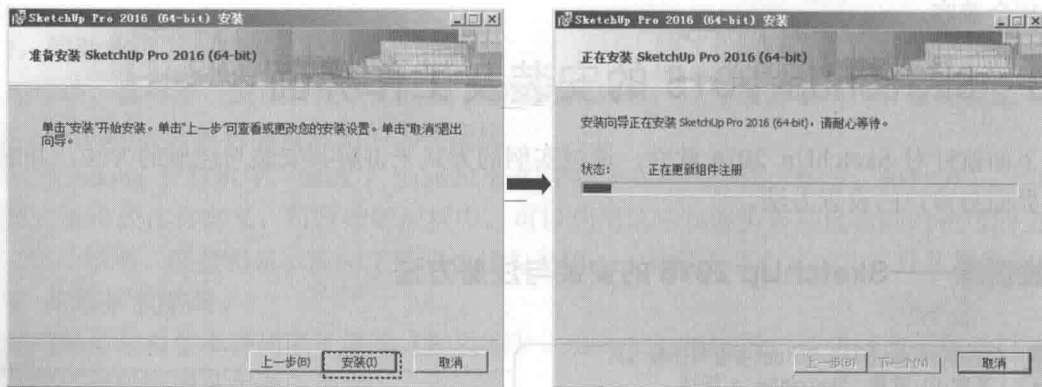 SketchUp Pro 2016 (64-bit) 安装
准备安装 SketchUp Pro 2016 (64-bit)
单击"安装"开始安装。单击"上一步"可查看或更改您的安装设置。单击"取消"退出
向导。
上一步(B) 安装(I) 取消
SketchUp Pro 2016 (64-bit) 安装
正在安装 SketchUp Pro 2016 (64-bit)
安装向导正在安装 SketchUp Pro 2016 (64-bit)，请耐心等待。
状态： 正在更新组件注册
上一步(B) 下一个(N) 取消